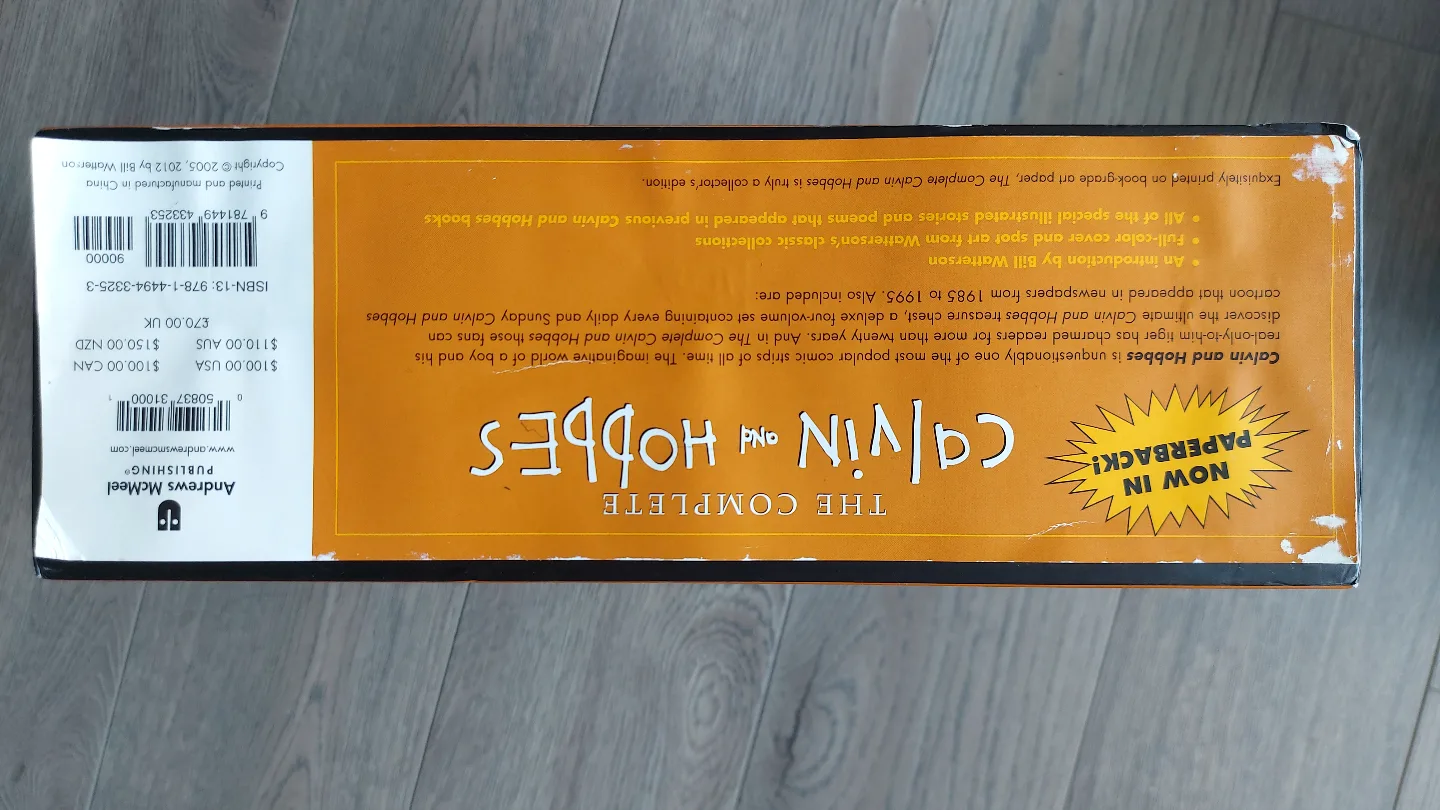 NOW IN
PAPERBACK!
THE COMPLETE
CalviN and HObbES
Calvin and Hobbes is unquestionably one of the most popular comic strips of all time. The imaginative world of a boy and his
real-only-to-him tiger has charmed readers for more than twenty years. And in The Complete Calvin and Hobbes those fans can
discover the ultimate Calvin and Hobbes treasure chest, a deluxe four-volume set containing every daily and Sunday Calvin and Hobbes
cartoon that appeared in newspapers from 1985 to 1995. Also included are:
• An introduction by Bill Watterson
• Full-color cover and spot art from Watterson's classic collections
• All of the special illustrated stories and poems that appeared in previous Calvin and Hobbes books
Exquisitely printed on book-grade art paper, The Complete Calvin and Hobbes is truly a collector's edition.
Andrews McMeel
PUBLISHING®
www.andrewsmcmeel.com
0 50837 31000 1
$100.00 USA $100.00 CAN
$110.00 AUS $150.00 NZD
£70.00 UK
ISBN-13: 978-1-4494-3325-3
90000
9 781449 433253
Printed and manufactured in China
Copyright © 2005, 2012 by Bill Watterson